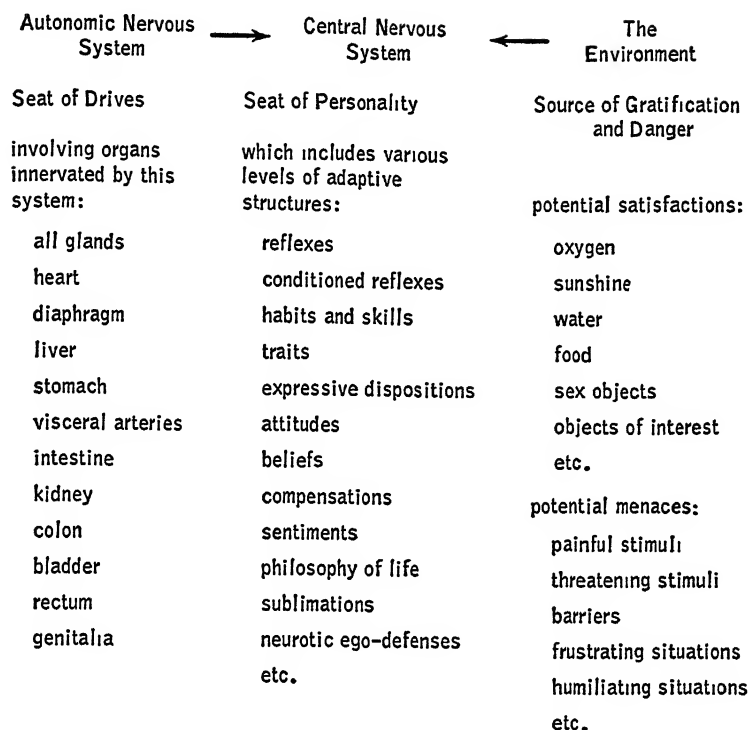 Autonomic Nervous
System
Central Nervous
System
The
Environment
Seat of Drives
involving organs
innervated by this
system:
all glands
heart
diaphragm
liver
stomach
visceral arteries
intestine
kidney
colon
bladder
rectum
genitalia
Seat of Personality
which includes various
levels of adaptive
structures:
reflexes
conditioned reflexes
habits and skills
traits
expressive dispositions
attitudes
beliefs
compensations
sentiments
philosophy of life
sublimations
neurotic ego-defenses
etc.
Source of Gratification
and Danger
potential satisfactions:
oxygen
sunshine
water
food
sex objects
objects of interest
etc.
potential menaces:
painful stimuli
threatening stimuli
barriers
frustrating situations
humiliating situations
etc.